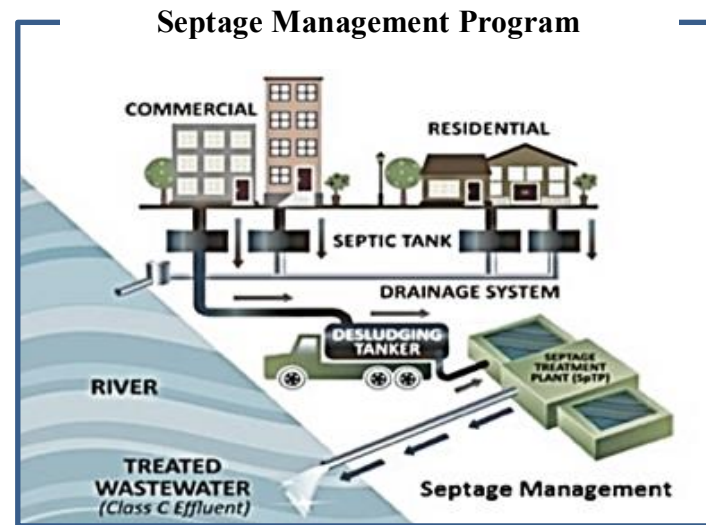 Septage Management Program
COMMERCIAL
RESIDENTIAL
SEPTIC TANK
DRAINAGE SYSTEM
DESLUDGING
TANKER
SEPTAGE
TREATMENT
PLANT (SpTP)
RIVER
TREATED
WASTEWATER
(Class C Effluent)
Septage Management